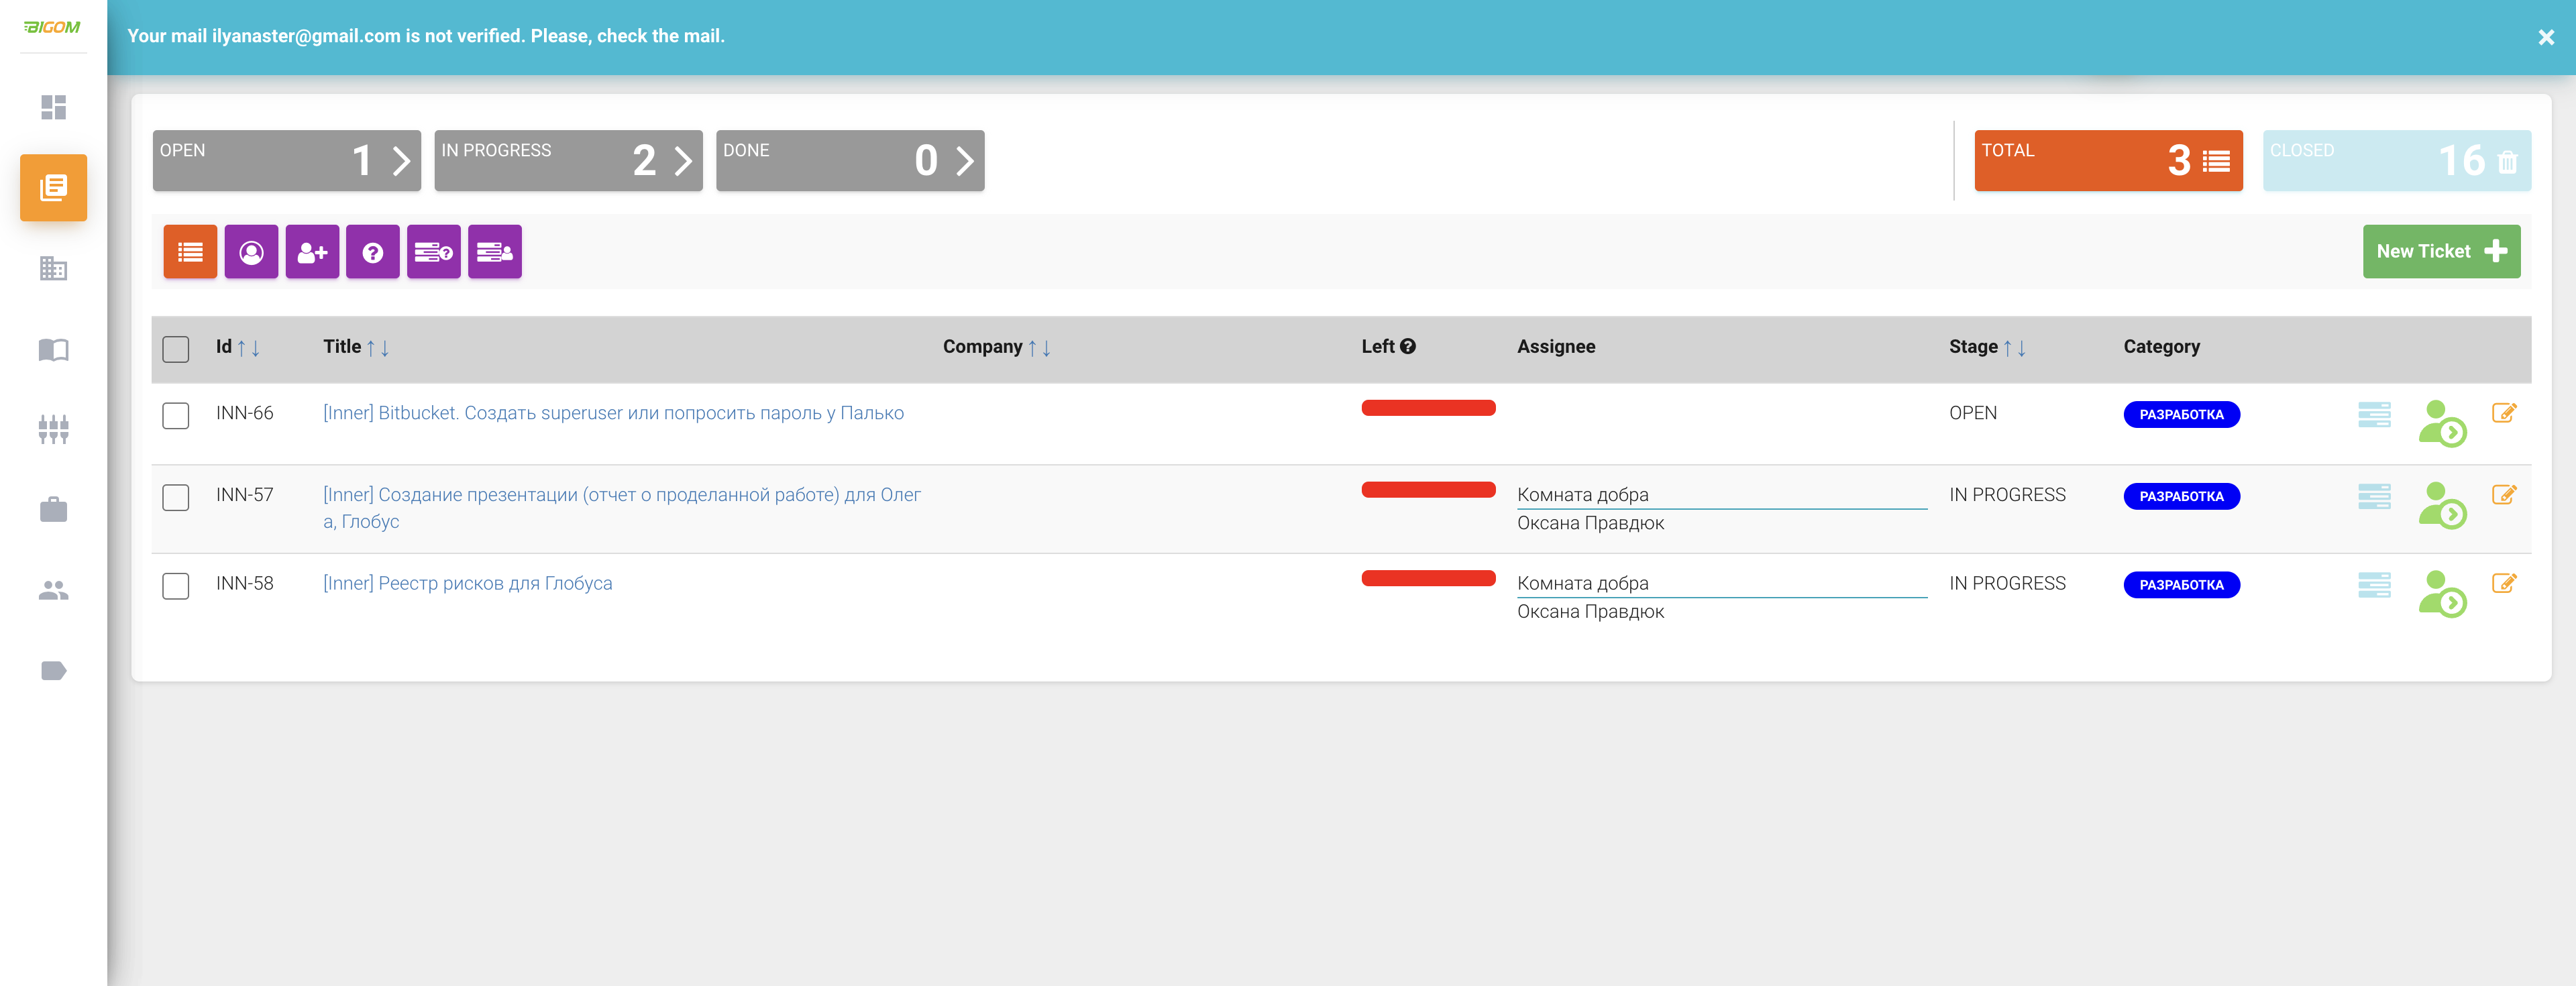 BIGOM
Your mail ilyanaster@gmail.com is not verified. Please, check the mail.
OPEN 1
IN PROGRESS 2
DONE 0
TOTAL 3
CLOSED 16
New Ticket
Id Title Company Left Assignee Stage Category
INN-66 [Inner] Bitbucket. Создать superuser или попросить пароль у Палько OPEN РАЗРАБОТКА
INN-57 [Inner] Создание презентации (отчет о проделанной работе) для Олег Комната добра IN PROGRESS РАЗРАБОТКА
а, Глобус Оксана Правдюк
INN-58 [Inner] Реестр рисков для Глобуса Комната добра IN PROGRESS РАЗРАБОТКА
Оксана Правдюк